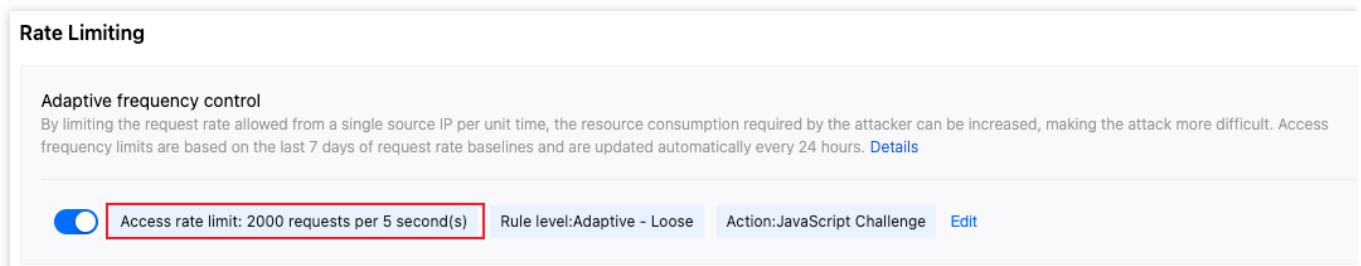 Rate Limiting
Adaptive frequency control
By limiting the request rate allowed from a single source IP per unit time, the resource consumption required by the attacker can be increased, making the attack more difficult. Access
frequency limits are based on the last 7 days of request rate baselines and are updated automatically every 24 hours. Details
Access rate limit: 2000 requests per 5 second(s) Rule level:Adaptive - Loose Action:JavaScript Challenge Edit